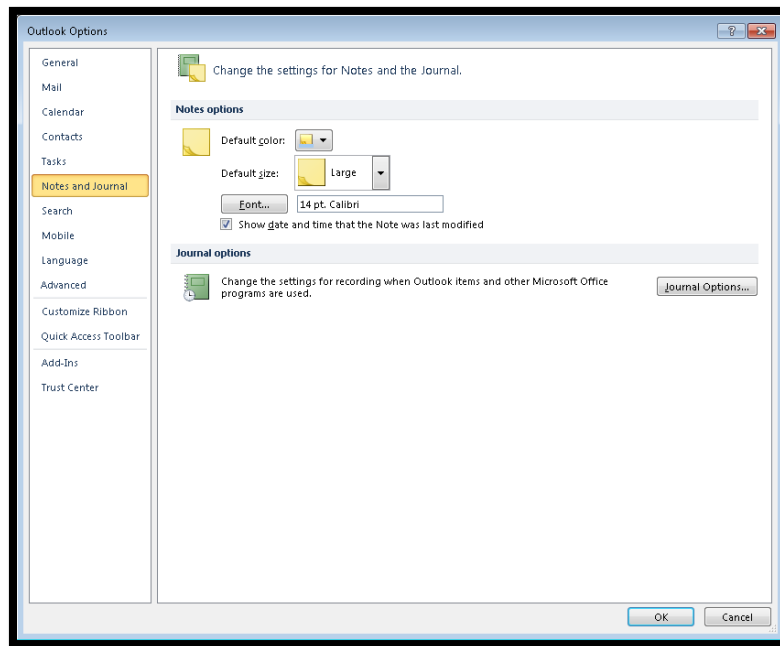 Outlook Options
General
Mail
Calendar
Contacts
Tasks
Notes and Journal
Search
Mobile
Language
Advanced
Customize Ribbon
Quick Access Toolbar
Add-Ins
Trust Center
Change the settings for Notes and the Journal.
Notes options
Default color:
Default size: Large
Font... 14 pt. Calibri
Show date and time that the Note was last modified
Journal options
Change the settings for recording when Outlook items and other Microsoft Office
programs are used.
Journal Options...
OK Cancel